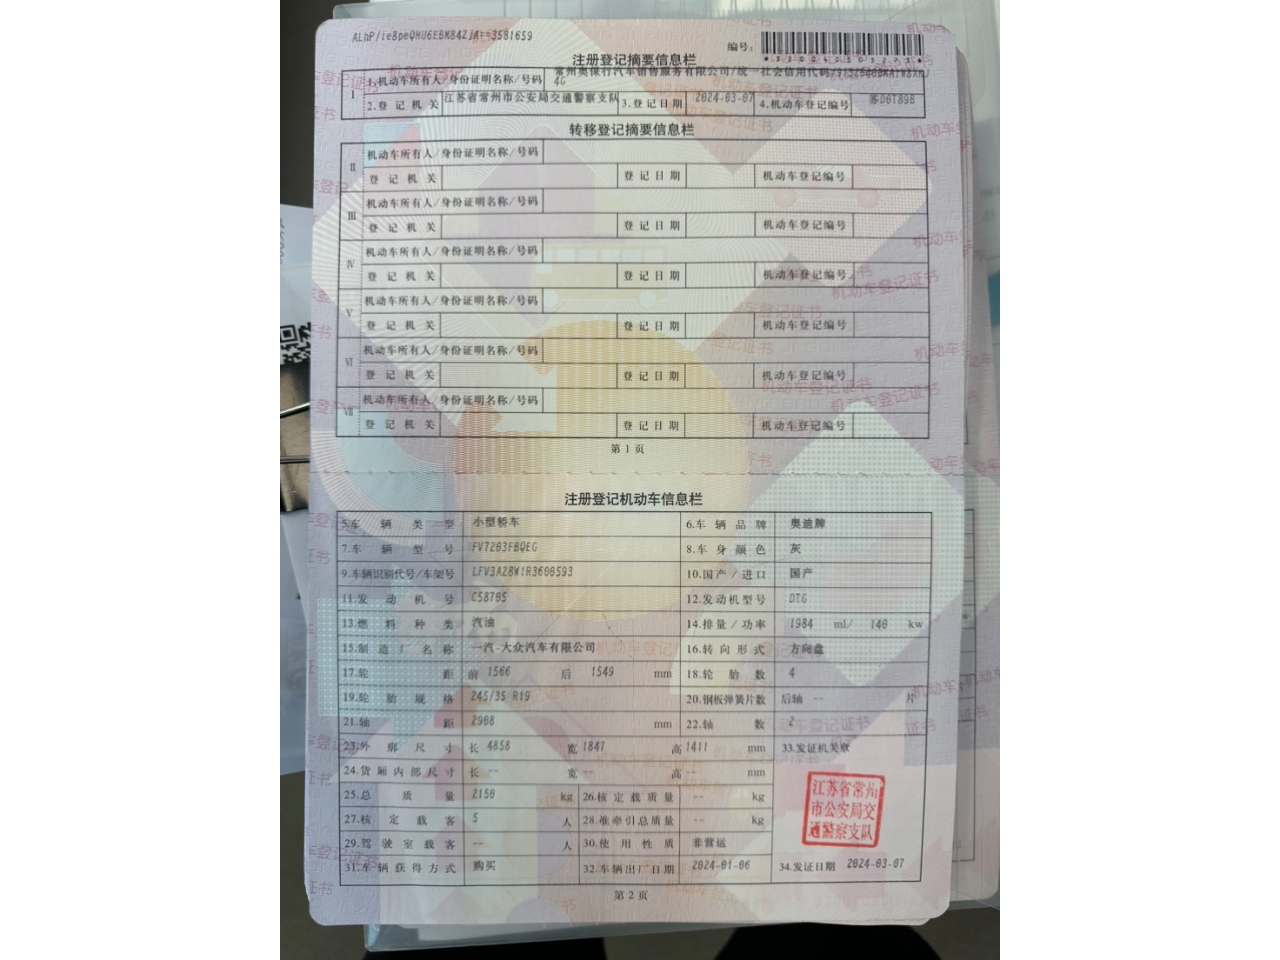 ALhP/ie8peQHU6EBM84ZjA==3581659
编号:
注册登记摘要信息栏
I 1.机动车所有人/身份证明名称/号码 常州奥保行汽车销售服务有限公司/统一社会信用代码/
2.登记机关 江苏省常州市公安局交通警察支队 3.登记日期 2024-03-07 4.机动车登记编号 苏D0T89B
转移登记摘要信息栏
II 机动车所有人/身份证明名称/号码
登记机关 登记日期 机动车登记编号
III 机动车所有人/身份证明名称/号码
登记机关 登记日期 机动车登记编号
IV 机动车所有人/身份证明名称/号码
登记机关 登记日期 机动车登记编号
V 机动车所有人/身份证明名称/号码
登记机关 登记日期 机动车登记编号
VI 机动车所有人/身份证明名称/号码
登记机关 登记日期 机动车登记编号
VII 机动车所有人/身份证明名称/号码
登记机关 登记日期 机动车登记编号
第 1 页
注册登记机动车信息栏
5.车辆类型 小型轿车 6.车辆品牌 奥迪牌
7.车辆型号 FV7203FBQEG 8.车身颜色 灰
9.车辆识别代号/车架号 LFV3A28W1R3600593 10.国产/进口 国产
11.发动机号 C58705 12.发动机型号 DTG
13.燃料种类 汽油 14.排量/功率 1984 ml/ 140 kw
15.制造厂名称 一汽-大众汽车有限公司 16.转向形式 方向盘
17.轮距 前 1566 后 1549 mm 18.轮胎数 4
19.轮胎规格 245/35 R19 20.钢板弹簧片数 后轴 -- 片
21.轴距 2908 mm 22.轴数 2
23.外廓尺寸 长 4858 宽 1847 高 1411 mm 33.发证机关章
24.货厢内部尺寸 长 -- 宽 -- 高 -- mm
25.总质量 2150 kg 26.核定载质量 -- kg
27.核定载客 5 人 28.准牵引总质量 -- kg
29.驾驶室载客 -- 人 30.使用性质 非营运
31.车辆获得方式 购买 32.车辆出厂日期 2024-01-06 34.发证日期 2024-03-07
江苏省常州
市公安局交
通警察支队
第 2 页